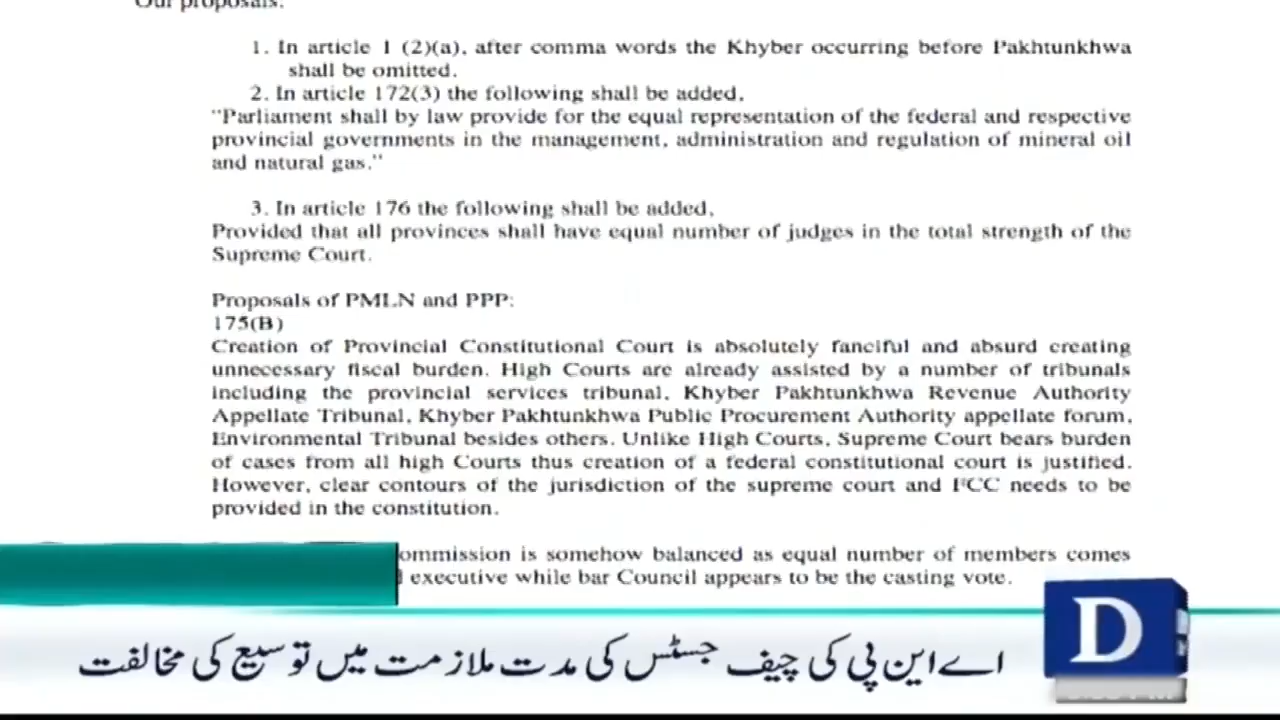 Our proposals:
1. In article 1 (2)(a), after comma words the Khyber occurring before Pakhtunkhwa
shall be omitted.
2. In article 172(3) the following shall be added,
“Parliament shall by law provide for the equal representation of the federal and respective
provincial governments in the management, administration and regulation of mineral oil
and natural gas.”
3. In article 176 the following shall be added,
Provided that all provinces shall have equal number of judges in the total strength of the
Supreme Court.
Proposals of PMLN and PPP:
175(B)
Creation of Provincial Constitutional Court is absolutely fanciful and absurd creating
unnecessary fiscal burden. High Courts are already assisted by a number of tribunals
including the provincial services tribunal, Khyber Pakhtunkhwa Revenue Authority
Appellate Tribunal, Khyber Pakhtunkhwa Public Procurement Authority appellate forum,
Environmental Tribunal besides others. Unlike High Courts, Supreme Court bears burden
of cases from all high Courts thus creation of a federal constitutional court is justified.
However, clear contours of the jurisdiction of the supreme court and FCC needs to be
provided in the constitution.
ommission is somehow balanced as equal number of members comes
executive while bar Council appears to be the casting vote.
اے این پی کی چیف جسٹس کی مدت ملازمت میں توسیع کی مخالفت
D